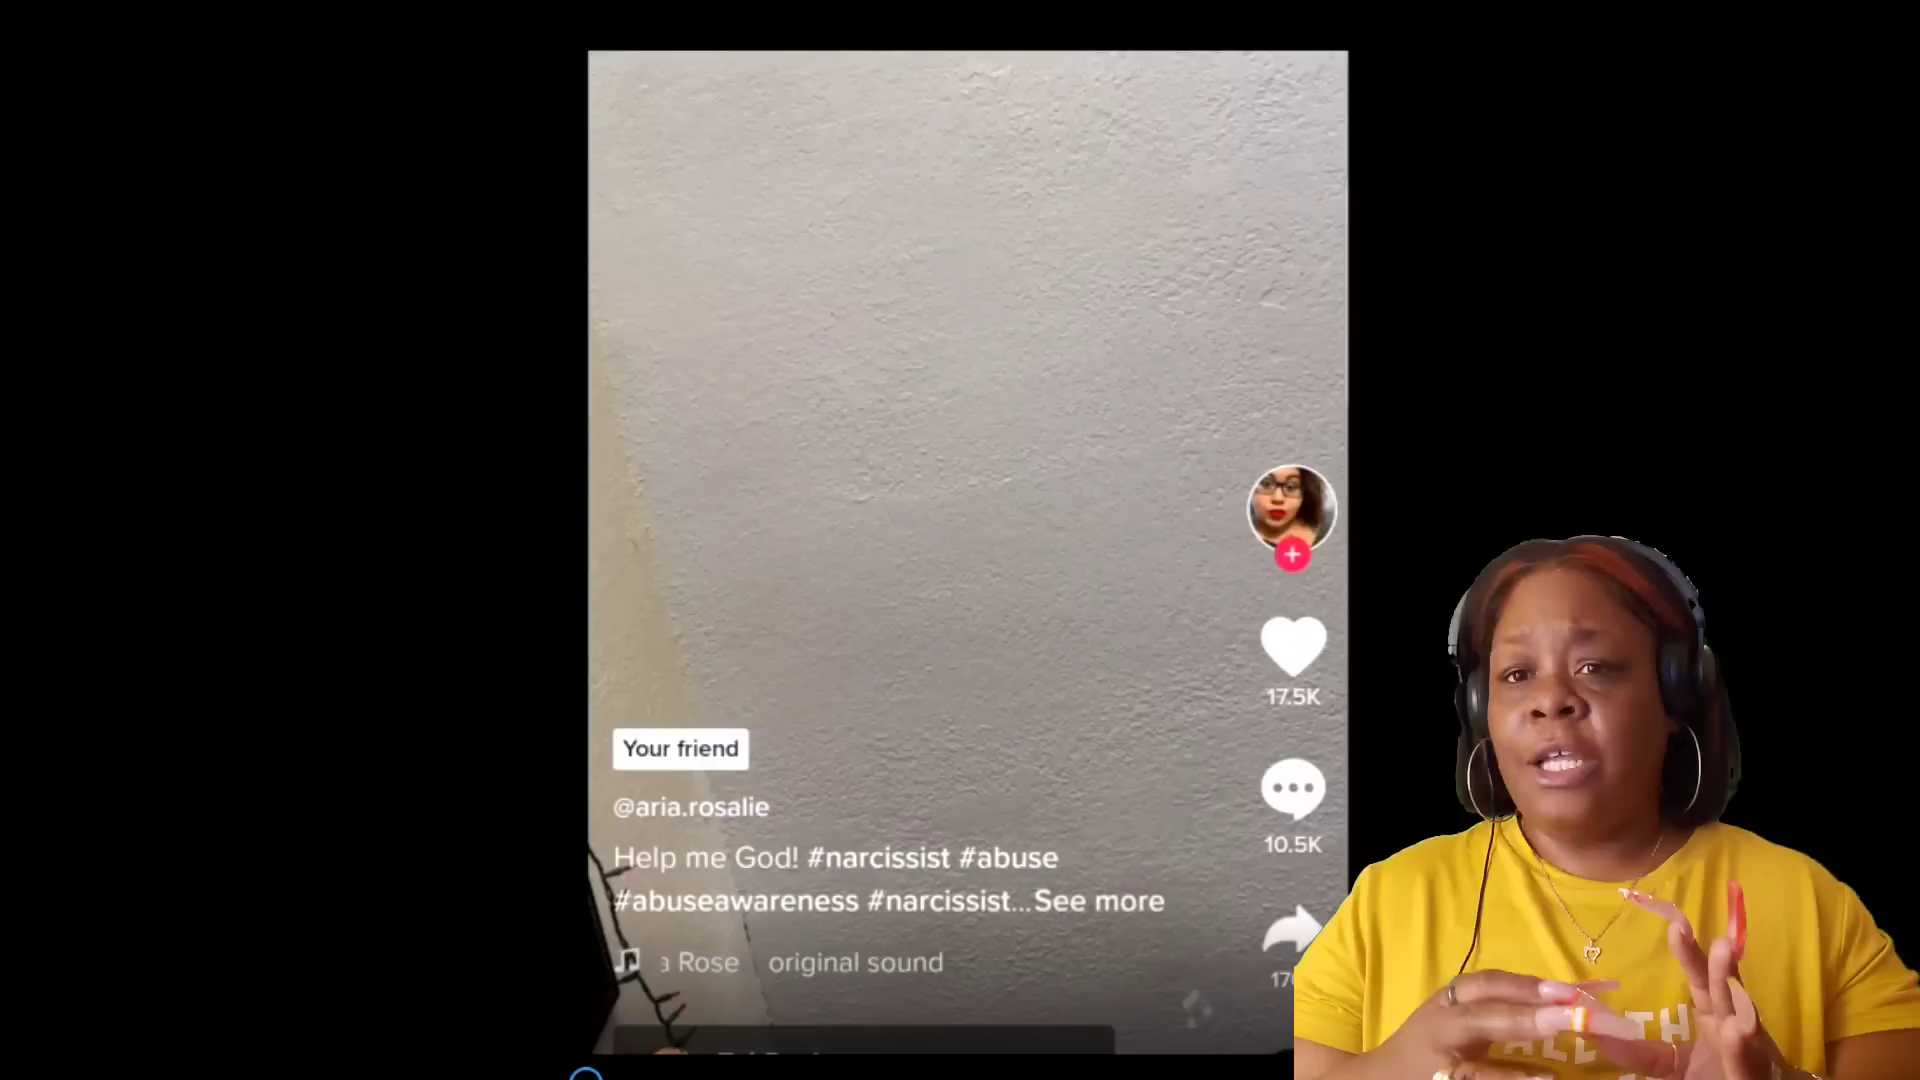 17.5K
Your friend
@aria.rosalie
10.5K
Help me God! #narcissist #abuse
#abuseawareness #narcissist...See more
a Rose original sound